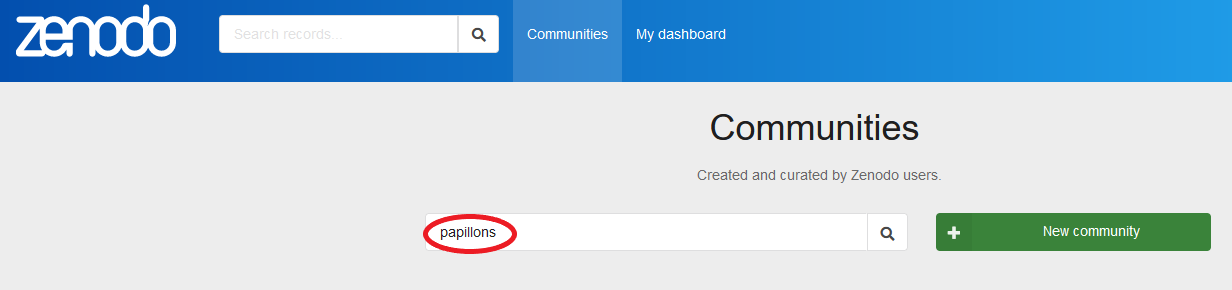 zenodo
Search records...
Communities
My dashboard
Communities
Created and curated by Zenodo users.
papillons
New community